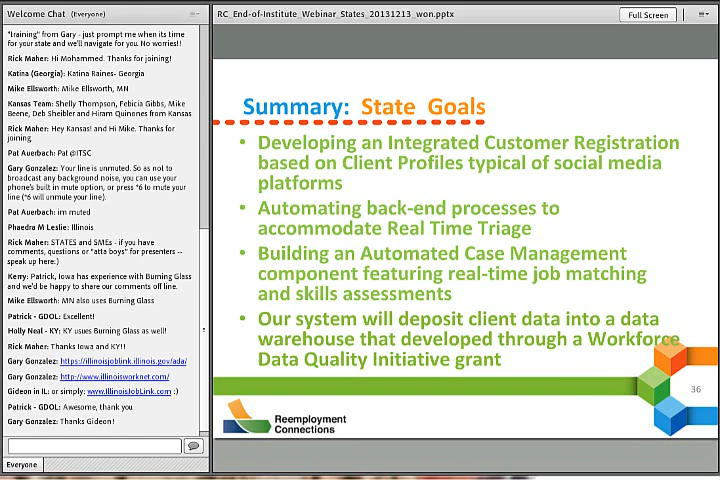 Welcome Chat (Everyone)
"training" from Gary - just prompt me when its time
for your state and we'll navigate for you. No worries!!
Rick Maher: Hi Mohammed. Thanks for joining!
Katina (Georgia): Katina Raines- Georgia
Mike Ellsworth: Mike Ellsworth, MN
Kansas Team: Shelly Thompson, Febicia Gibbs, Mike
Beene, Deb Sheibler and Hiram Quinones from Kansas
Rick Maher: Hey Kansas! and Hi Mike. Thanks for
joining
Pat Auerbach: Pat @ITSC
Gary Gonzalez: Your line is unmuted. So as not to
broadcast any background noise, you can use your
phone's built in mute option, or press *6 to mute your
line (*6 will unmute your line).
Pat Auerbach: im muted
Phaedra M Leslie: Illinois
Rick Maher: STATES and SMEs - if you have
comments, questions or "atta boys" for presenters --
speak up here:)
Kerry: Patrick, Iowa has experience with Burning Glass
and we'd be happy to share our comments off line.
Mike Ellsworth: MN also uses Burning Glass
Patrick - GDOL: Excellent!
Holly Neal - KY: KY usues Burning Glass as well!
Rick Maher: Thanks Iowa and KY!!
Gary Gonzalez: https://illinoisjoblink.illinois.gov/ada/
Gary Gonzalez: http://www.illinoisworknet.com/
Gideon in IL: or simply: www.IllinoisJobLink.com :)
Patrick - GDOL: Awesome, thank you
Gary Gonzalez: Thanks Gideon!
Everyone
RC_End-of-Institute_Webinar_States_20131213_won.pptx
Full Screen
Summary: State Goals
• Developing an Integrated Customer Registration
based on Client Profiles typical of social media
platforms
• Automating back-end processes to
accommodate Real Time Triage
• Building an Automated Case Management
component featuring real-time job matching
and skills assessments
• Our system will deposit client data into a data
warehouse that developed through a Workforce
Data Quality Initiative grant
36
Reemployment
Connections